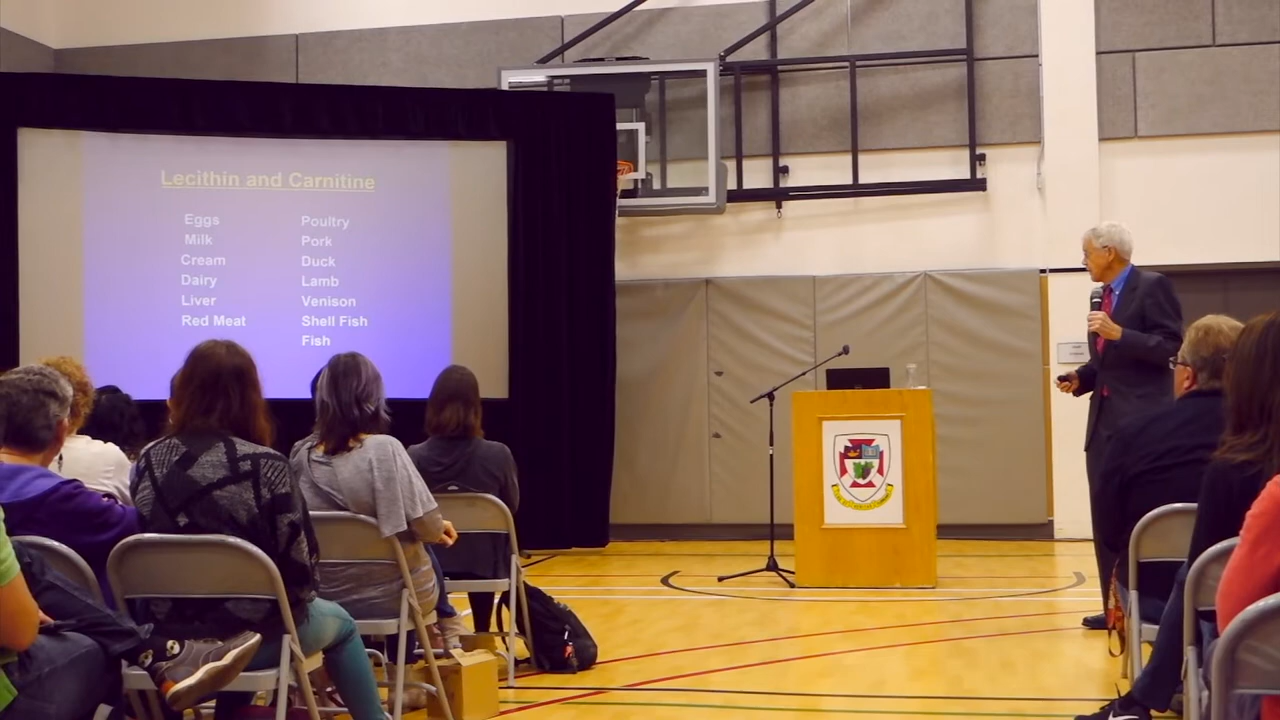 Lecithin and Carnitine
Eggs
Milk
Cream
Dairy
Liver
Red Meat
Poultry
Pork
Duck
Lamb
Venison
Shell Fish
Fish